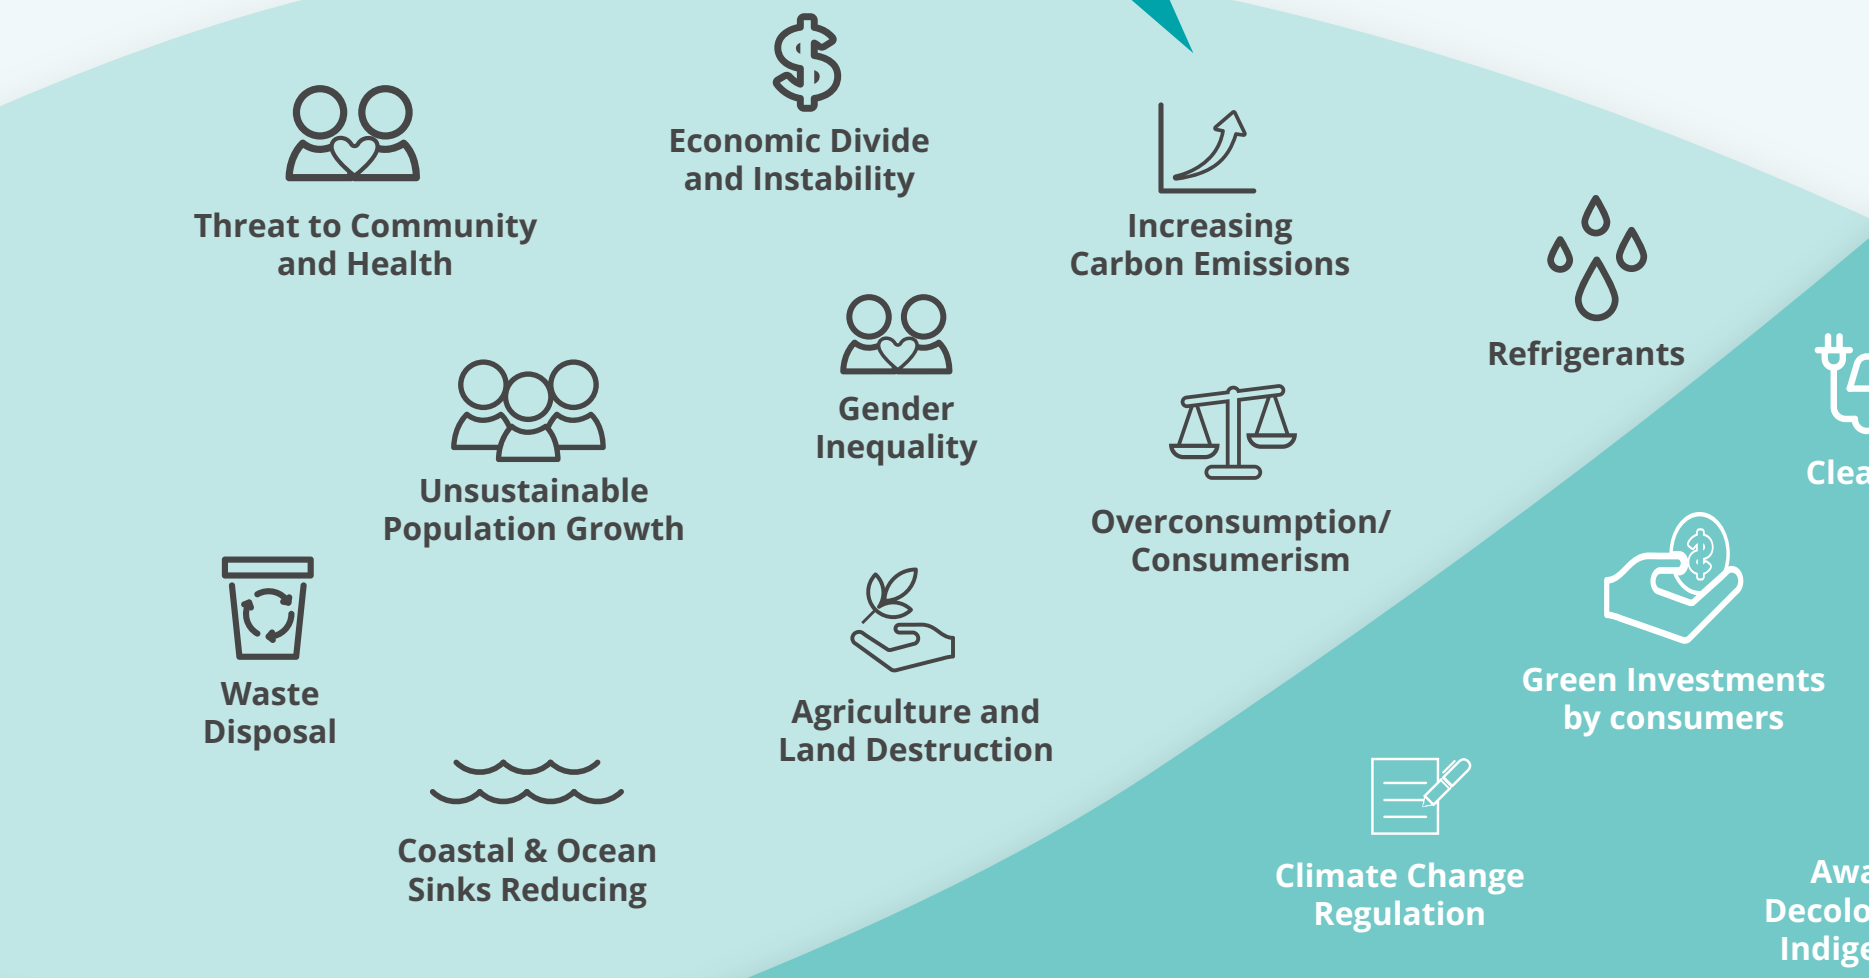 Economic Divide
and Instability
Threat to Community
and Health
Increasing
Carbon Emissions
Refrigerants
Gender
Inequality
Unsustainable
Population Growth
Overconsumption/
Consumerism
Waste
Disposal
Agriculture and
Land Destruction
Coastal & Ocean
Sinks Reducing
Green Investments
by consumers
Climate Change
Regulation